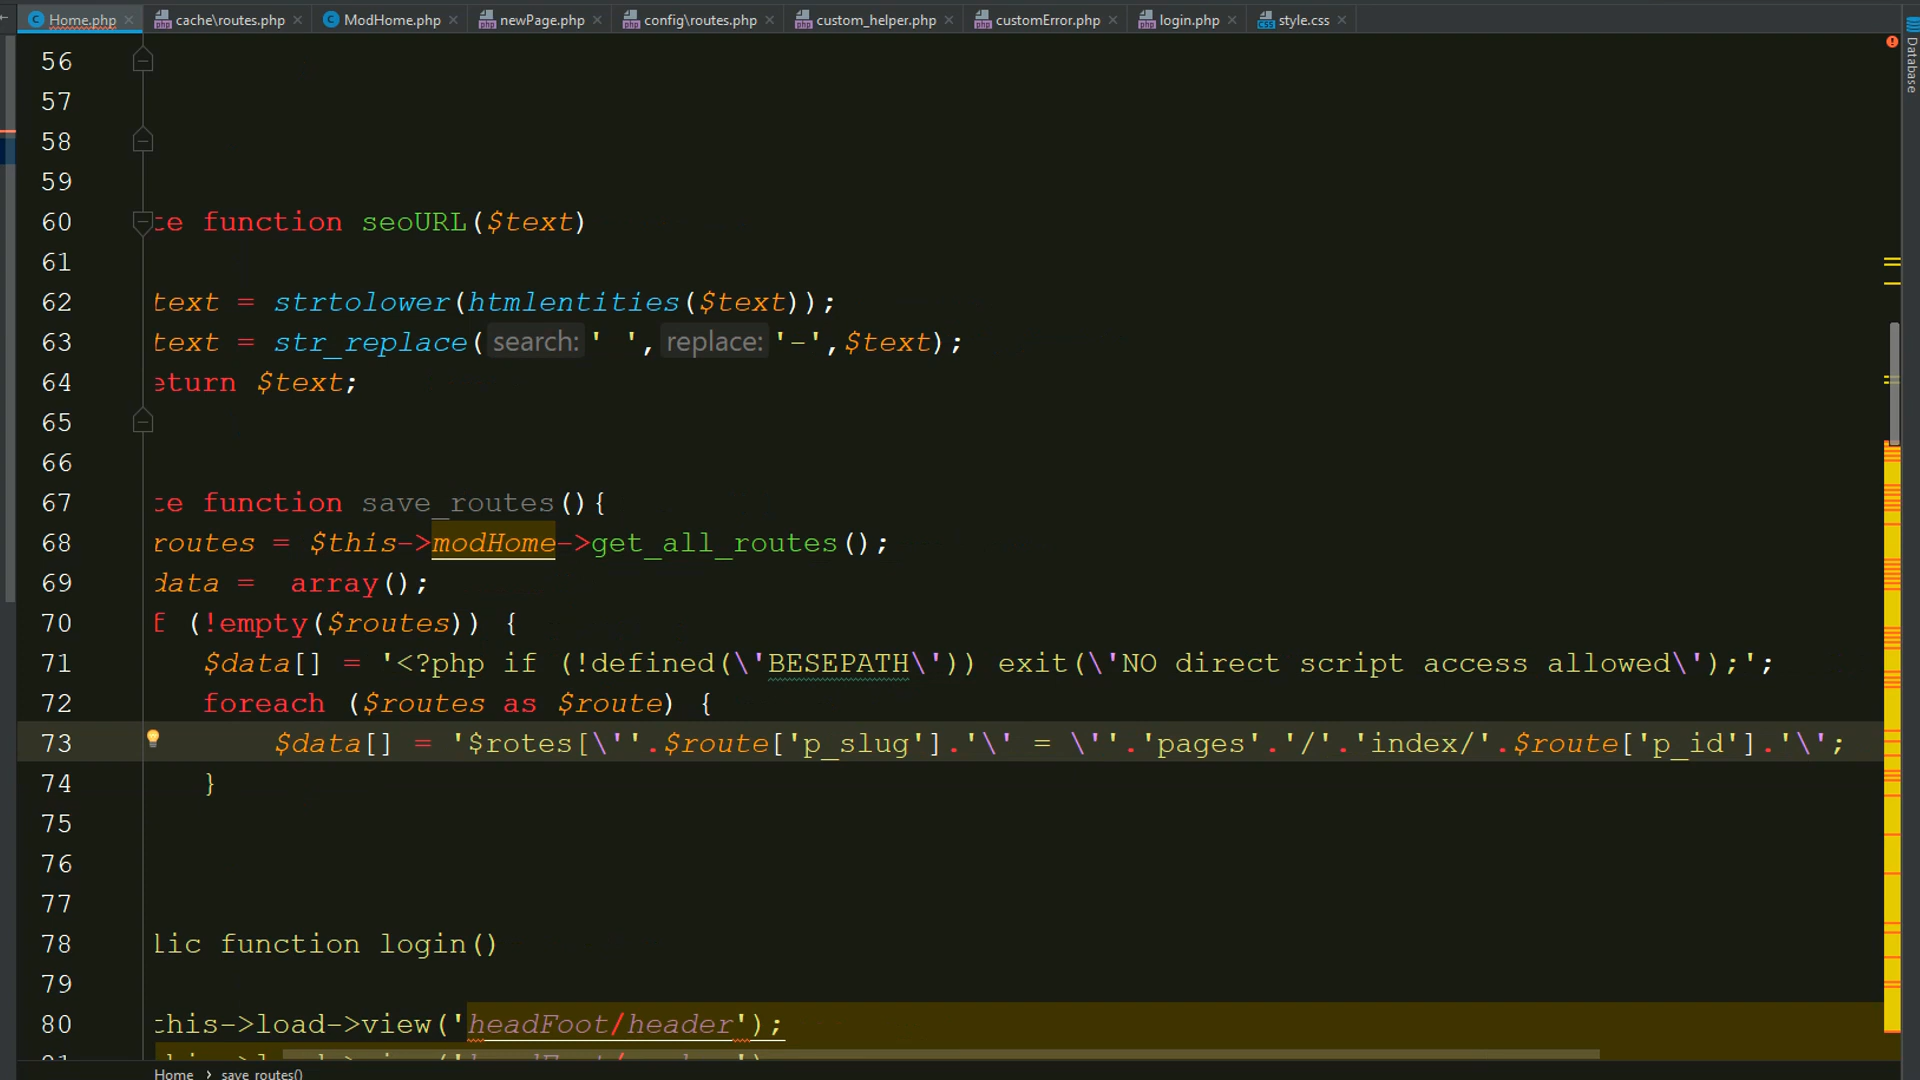 Home.php cache\routes.php ModHome.php newPage.php config\routes.php custom_helper.php customError.php login.php style.css
Database
56
57
58
59
60 te function seoURL($text)
61
62 text = strtolower(htmlentities($text));
63 text = str_replace( search: ' ', replace: '-',$text);
64 eturn $text;
65
66
67 te function save_routes(){
68 routes = $this->modHome->get_all_routes();
69 data =  array();
70 (!empty($routes)) {
71 $data[] = '<?php if (!defined(\'BESEPATH\')) exit(\'NO direct script access allowed\');';
72 foreach ($routes as $route) {
73 $data[] = '$rotes[\''.$route['p_slug'].'\' = \''.'pages'.'/'.'index/'.$route['p_id'].'\';
74 }
75
76
77
78 lic function login()
79
80 this->load->view('headFoot/header');
Home > save_routes()